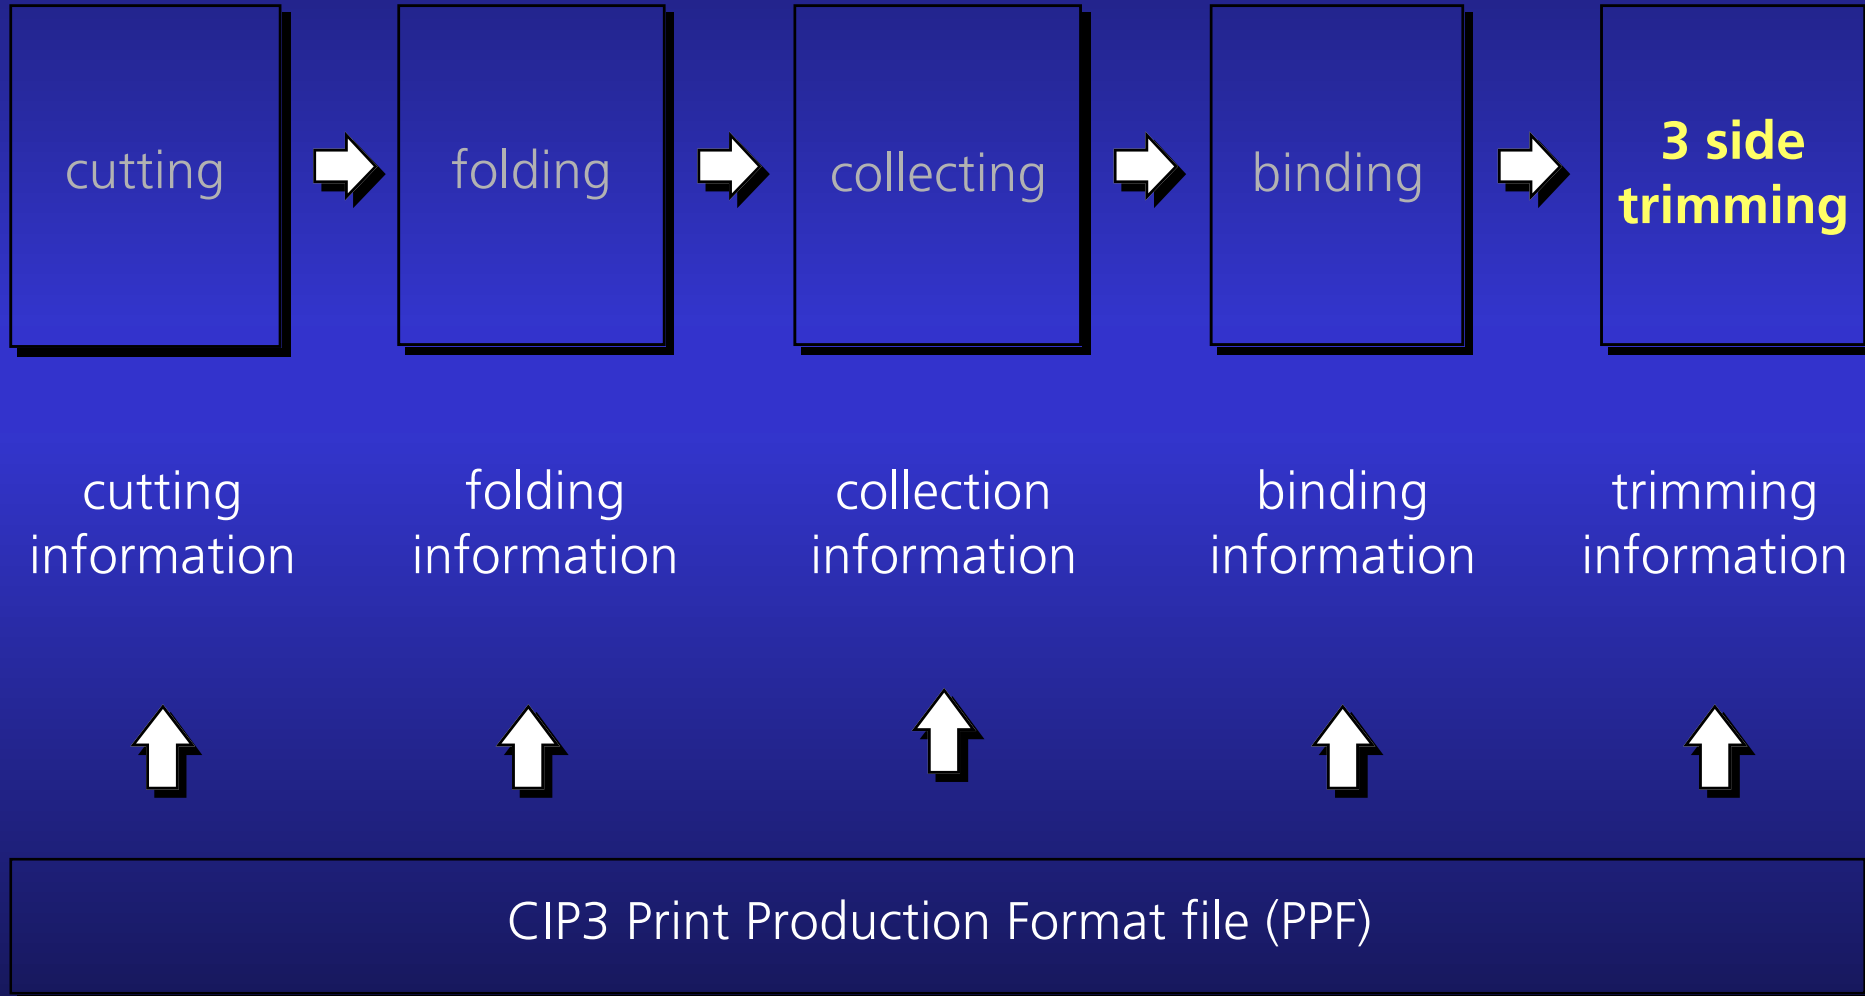 cutting
folding
collecting
binding
3 side
trimming
cutting
information
folding
information
collection
information
binding
information
trimming
information
CIP3 Print Production Format file (PPF)